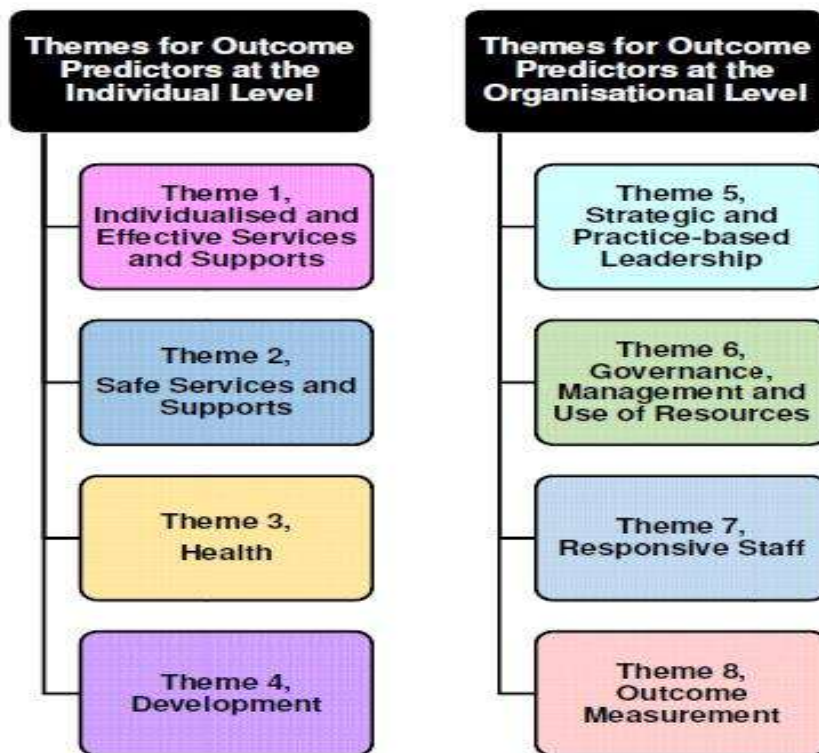 Themes for Outcome
Predictors at the
Individual Level
Theme 1,
Individualised and
Effective Services
and Supports
Theme 2,
Safe Services and
Supports
Theme 3,
Health
Theme 4,
Development
Themes for Outcome
Predictors at the
Organisational Level
Theme 5,
Strategic and
Practice-based
Leadership
Theme 6,
Governance,
Management and
Use of Resources
Theme 7,
Responsive Staff
Theme 8,
Outcome
Measurement